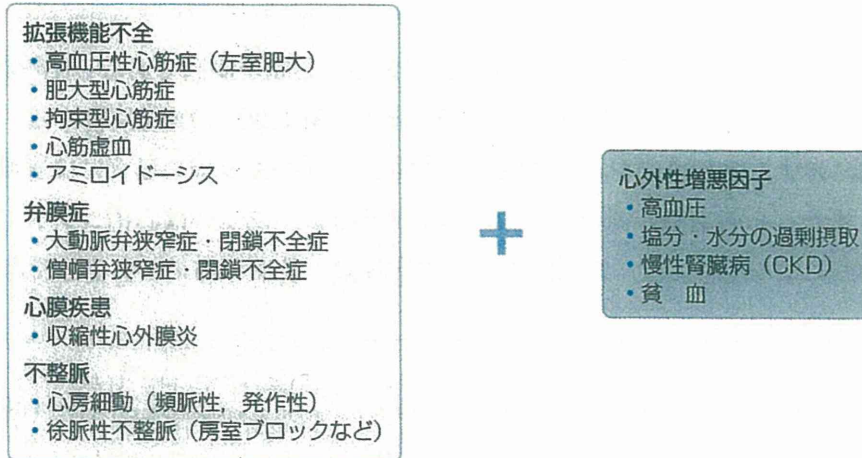 拡張機能不全
• 高血圧性心筋症（左室肥大）
• 肥大型心筋症
• 拘束型心筋症
• 心筋虚血
• アミロイドーシス
弁膜症
• 大動脈弁狭窄症・閉鎖不全症
• 僧帽弁狭窄症・閉鎖不全症
心膜疾患
• 収縮性心外膜炎
不整脈
• 心房細動（頻脈性，発作性）
• 徐脈性不整脈（房室ブロックなど）
+
心外性増悪因子
• 高血圧
• 塩分・水分の過剰摂取
• 慢性腎臓病（CKD）
• 貧　血